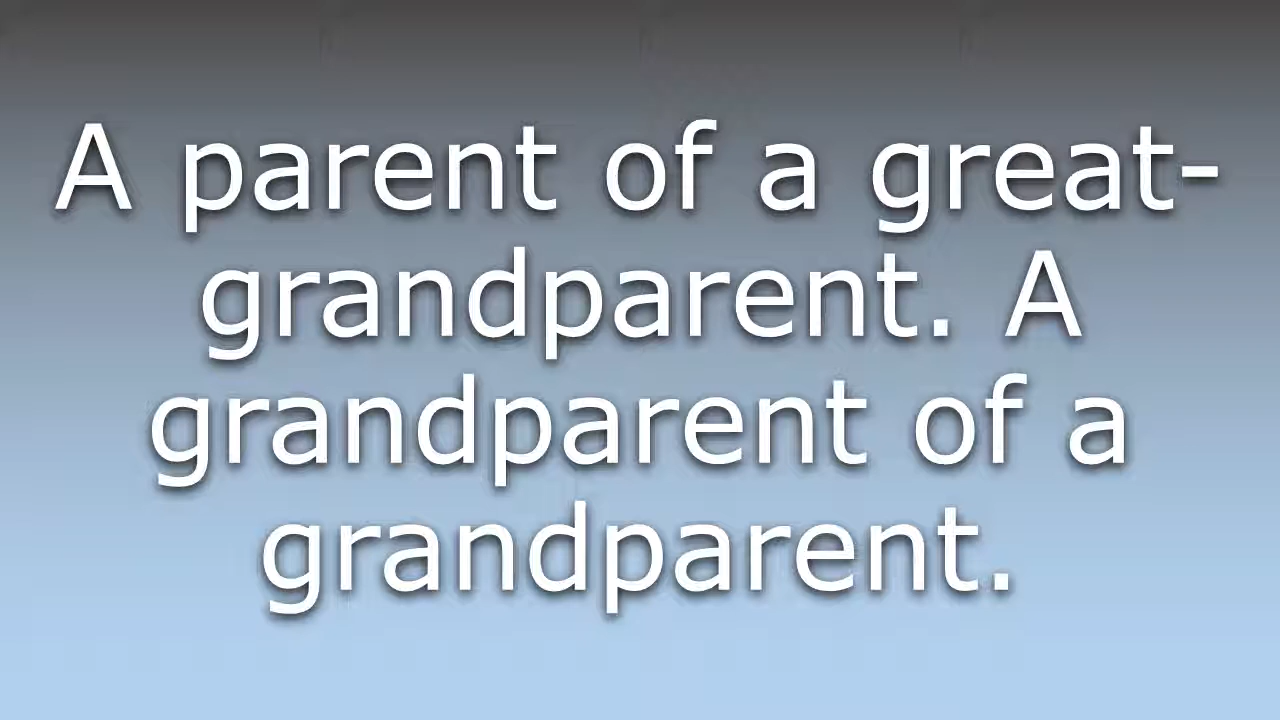 A parent of a great-
grandparent. A
grandparent of a
grandparent.